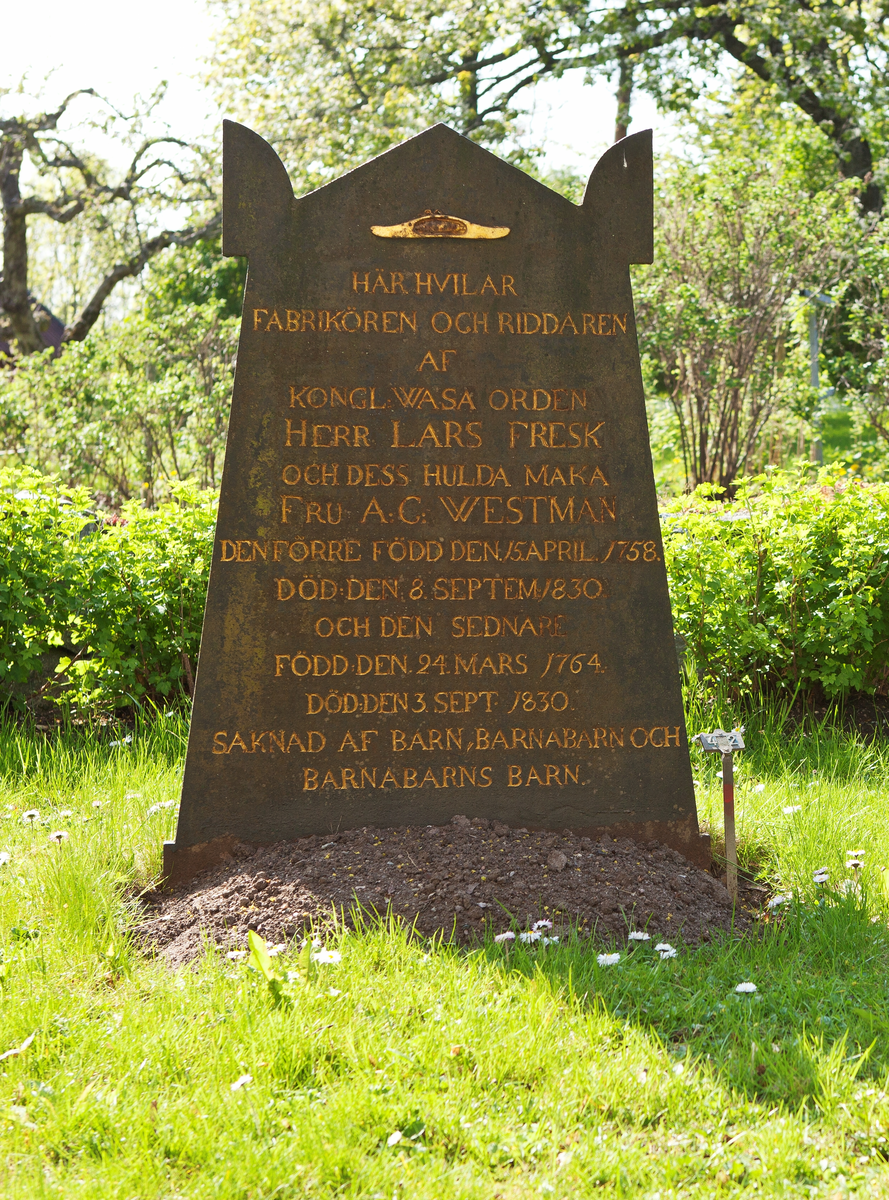 HÄR HVILAR
FABRIKÖREN OCH RIDDAREN
AF
KONGL. WASA ORDEN
HERR LARS FRESK
OCH DESS HULDA MAKA
FRU A. C. WESTMAN
DEN FÖRRE FÖDD DEN 15 APRIL 1758.
DÖD DEN 8. SEPTEM 1830.
OCH DEN SEDNARE
FÖDD DEN 24 MARS 1764.
DÖD DEN 3 SEPT 1830.
SAKNAD AF BARN, BARNABARN OCH
BARNABARNS BARN.